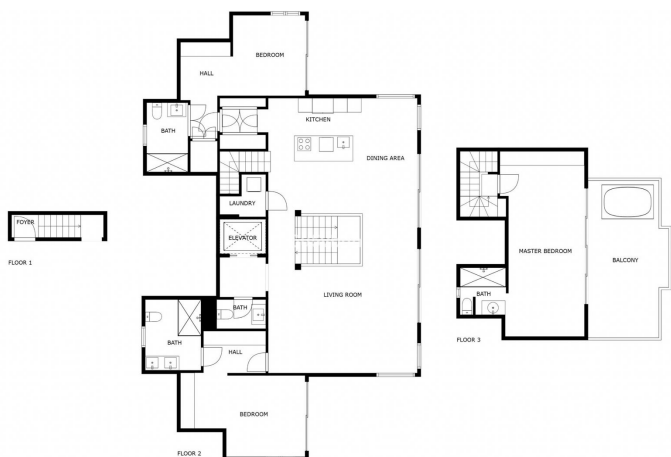 BEDROOM
HALL
KITCHEN
BATH
DINING AREA
LAUNDRY
FOYER
ELEVATOR
MASTER BEDROOM
BALCONY
FLOOR 1
LIVING ROOM
BATH
BATH
BATH
FLOOR 3
HALL
BEDROOM
FLOOR 2